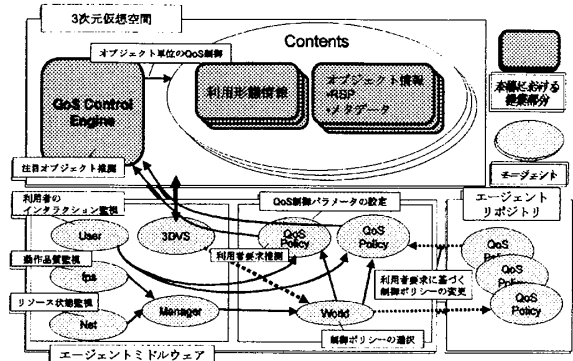 3次元仮想空間
オブジェクト単位のQoS制御
Contents
QoS Control
Engine
利用形態情報
オブジェクト情報
•RSP
•メタデータ
本稿における
提案部分
エージェント
注目オブジェクト推測
利用者の
インタラクション監視
QoS制御パラメータの設定
エージェント
リポジトリ
User
3DVS
QoS
Policy
QoS
Policy
QoS
Policy
動作品質監視
利用者要求推測
利用者要求に基づく
制御ポリシーの変更
fps
リソース状態監視
Manager
World
QoS
Policy
Net
制御ポリシーの選択
エージェントミドルウェア